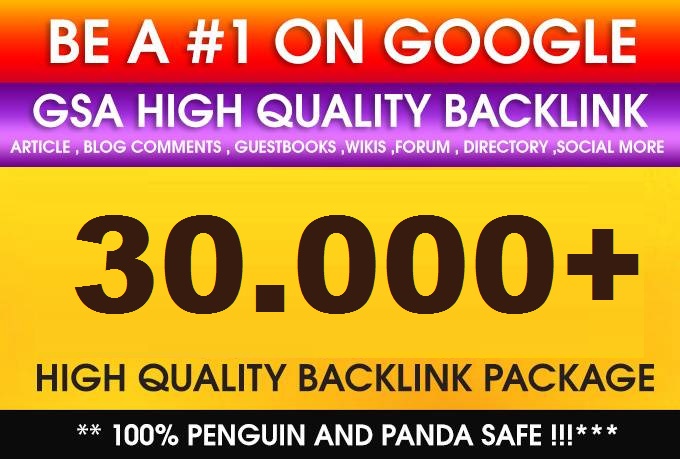 BE A #1 ON GOOGLE
GSA HIGH QUALITY BACKLINK
ARTICLE , BLOG COMMENTS , GUESTBOOKS ,WIKIS ,FORUM , DIRECTORY ,SOCIAL MORE
30.000+
HIGH QUALITY BACKLINK PACKAGE
** 100% PENGUIN AND PANDA SAFE !!!***